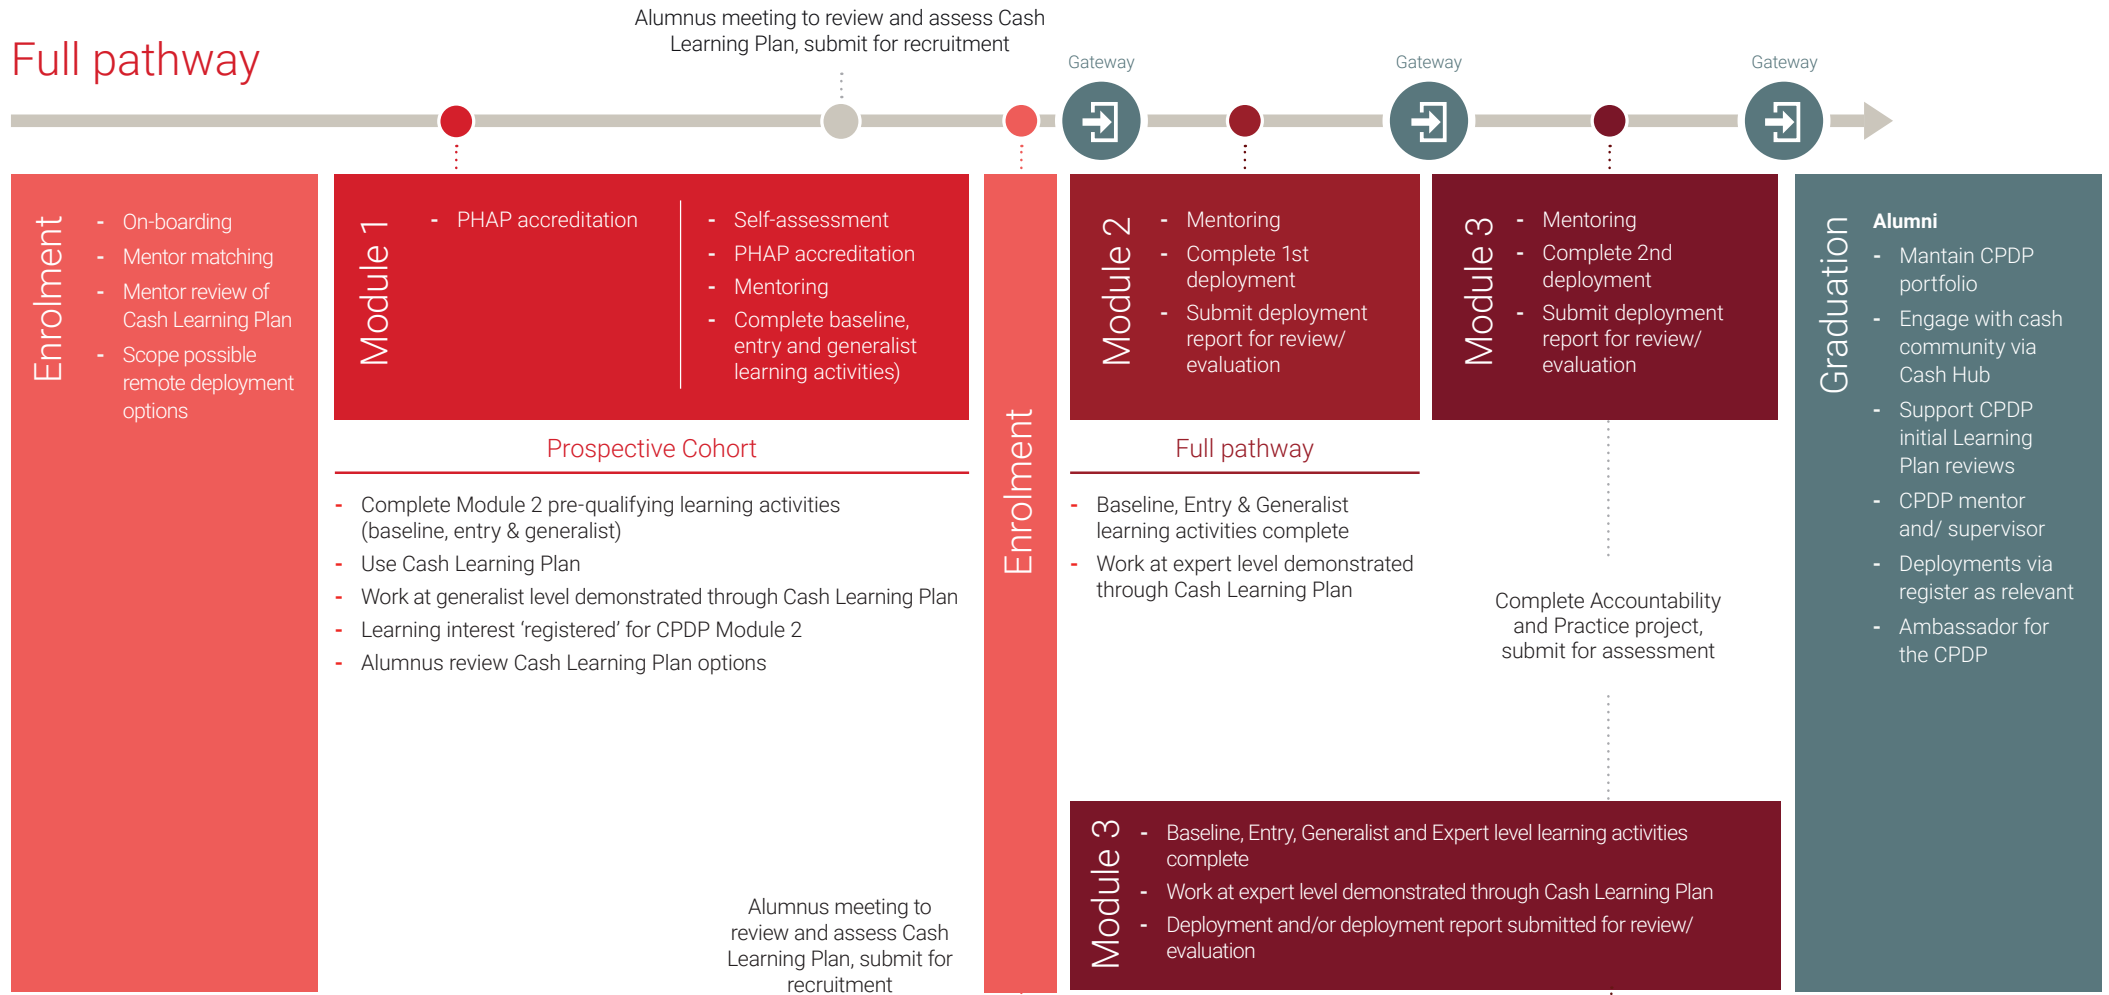 Alumnus meeting to review and assess Cash
Learning Plan, submit for recruitment
Full pathway
Gateway
Gateway
Gateway
Enrolment
- On-boarding
- Mentor matching
- Mentor review of
Cash Learning Plan
- Scope possible
remote deployment
options
Module 1
- PHAP accreditation
- Self-assessment
- PHAP accreditation
- Mentoring
- Complete baseline,
entry and generalist
learning activities)
Prospective Cohort
- Complete Module 2 pre-qualifying learning activities
(baseline, entry & generalist)
- Use Cash Learning Plan
- Work at generalist level demonstrated through Cash Learning Plan
- Learning interest ‘registered’ for CPDP Module 2
- Alumnus review Cash Learning Plan options
Alumnus meeting to
review and assess Cash
Learning Plan, submit for
recruitment
Enrolment
Module 2
- Mentoring
- Complete 1st
deployment
- Submit deployment
report for review/
evaluation
Full pathway
- Baseline, Entry & Generalist
learning activities complete
- Work at expert level demonstrated
through Cash Learning Plan
Module 3
- Mentoring
- Complete 2nd
deployment
- Submit deployment
report for review/
evaluation
Complete Accountability
and Practice project,
submit for assessment
Module 3
- Baseline, Entry, Generalist and Expert level learning activities
complete
- Work at expert level demonstrated through Cash Learning Plan
- Deployment and/or deployment report submitted for review/
evaluation
Graduation
Alumni
- Mantain CPDP
portfolio
- Engage with cash
community via
Cash Hub
- Support CPDP
initial Learning
Plan reviews
- CPDP mentor
and/ supervisor
- Deployments via
register as relevant
- Ambassador for
the CPDP